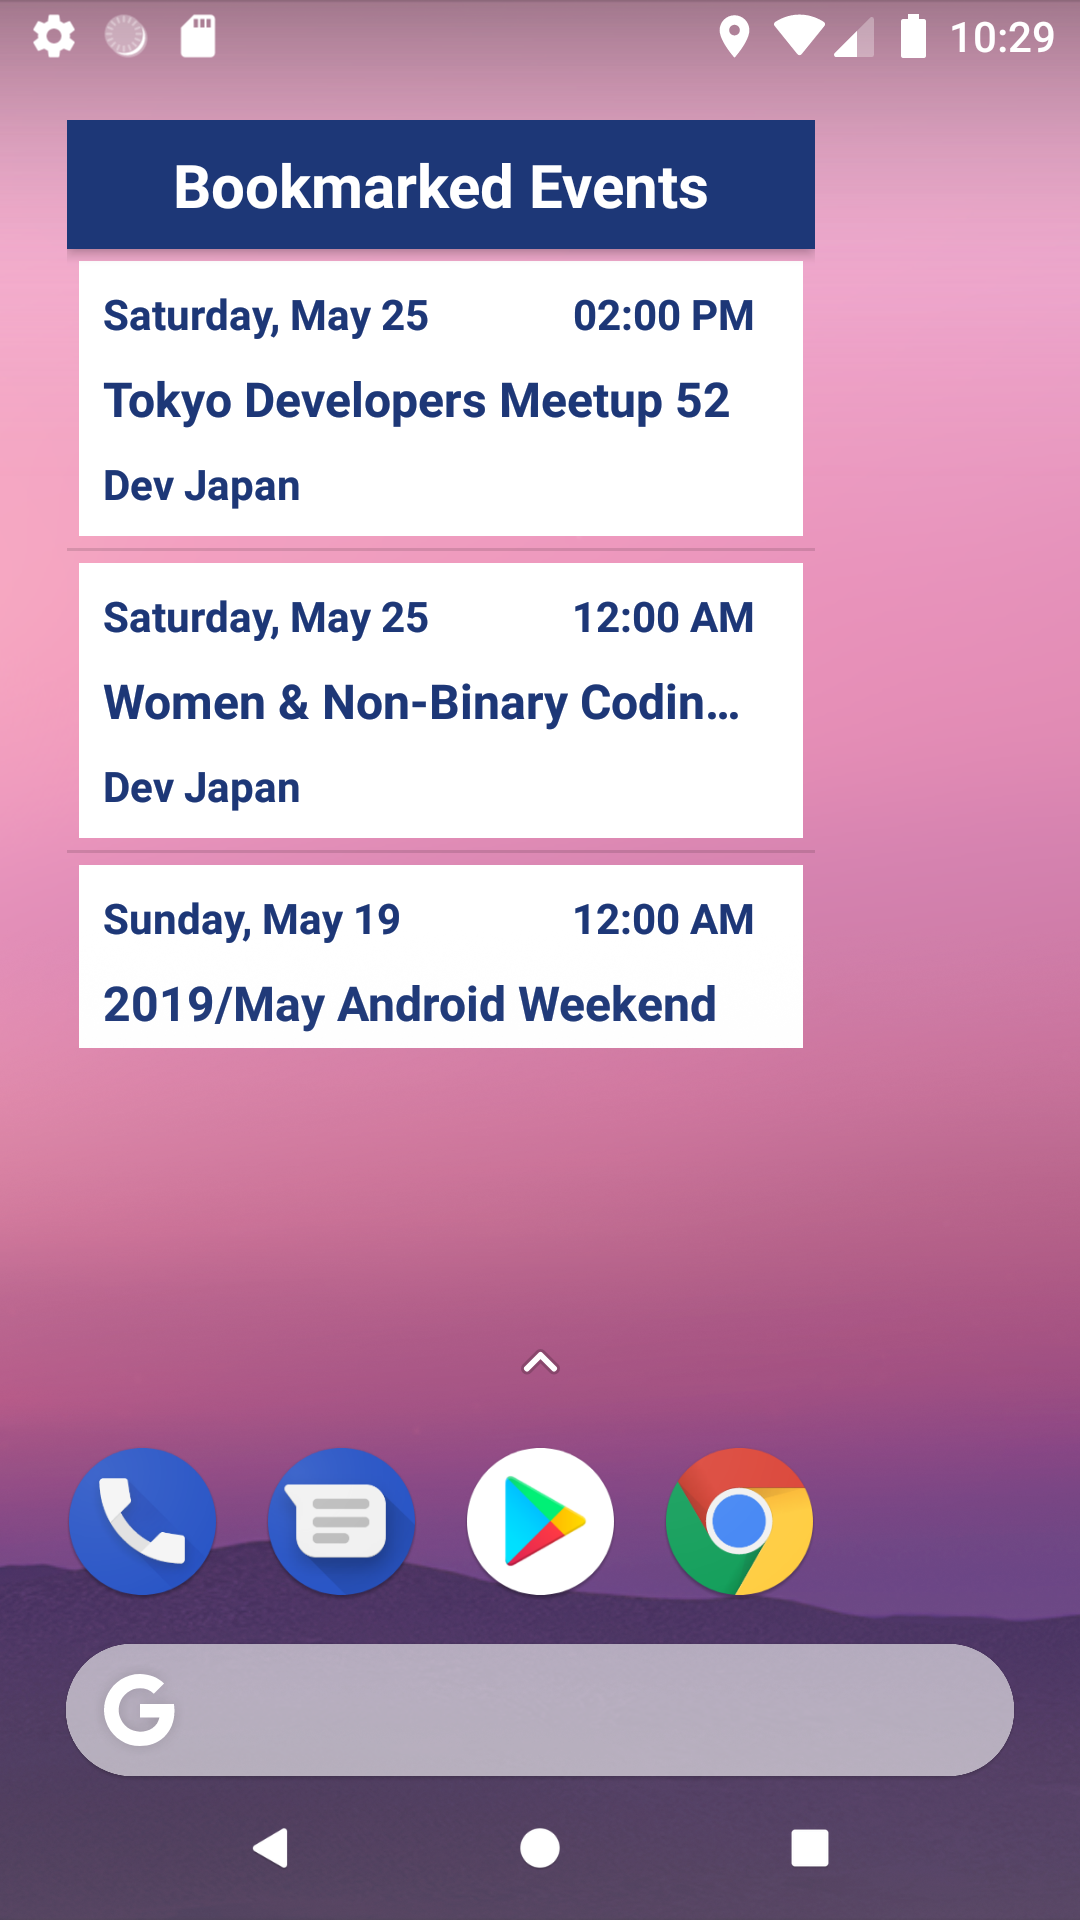 10:29
Bookmarked Events
Saturday, May 25 02:00 PM
Tokyo Developers Meetup 52
Dev Japan
Saturday, May 25 12:00 AM
Women & Non-Binary Codin...
Dev Japan
Sunday, May 19 12:00 AM
2019/May Android Weekend
G